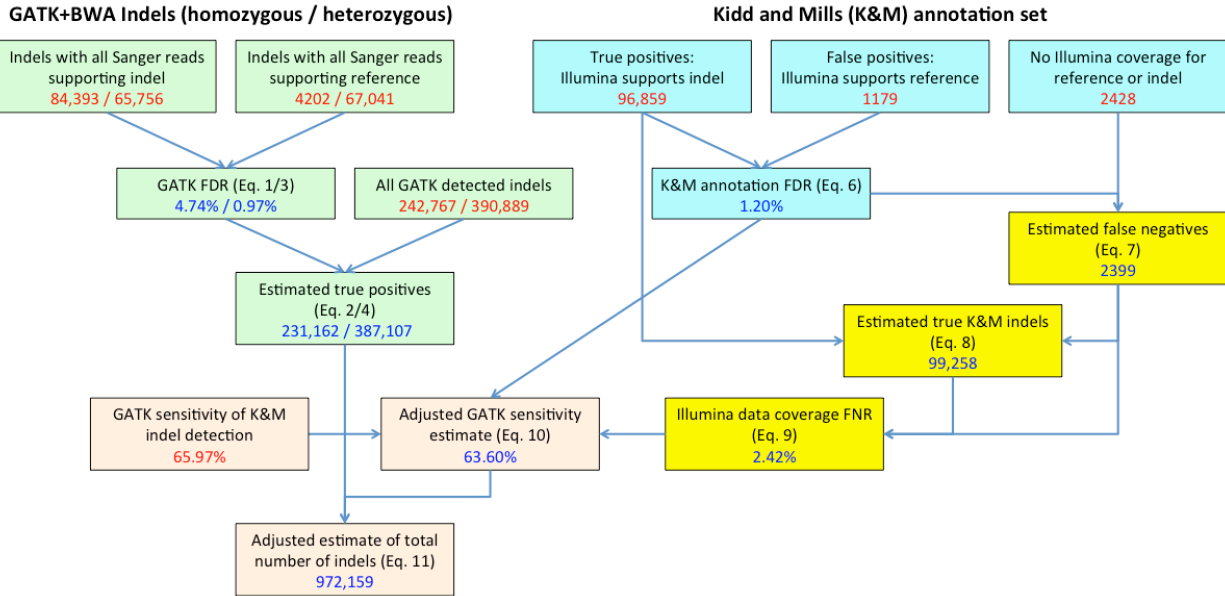 GATK+BWA Indels (homozygous / heterozygous)
Kidd and Mills (K&M) annotation set
Indels with all Sanger reads
supporting indel
84,393 / 65,756
Indels with all Sanger reads
supporting reference
4202 / 67,041
True positives:
Illumina supports indel
96,859
False positives:
Illumina supports reference
1179
No Illumina coverage for
reference or indel
2428
GATK FDR (Eq. 1/3)
4.74% / 0.97%
All GATK detected indels
242,767 / 390,889
K&M annotation FDR (Eq. 6)
1.20%
Estimated false negatives
(Eq. 7)
2399
Estimated true positives
(Eq. 2/4)
231,162 / 387,107
Estimated true K&M indels
(Eq. 8)
99,258
GATK sensitivity of K&M
indel detection
65.97%
Adjusted GATK sensitivity
estimate (Eq. 10)
63.60%
Illumina data coverage FNR
(Eq. 9)
2.42%
Adjusted estimate of total
number of indels (Eq. 11)
972,159